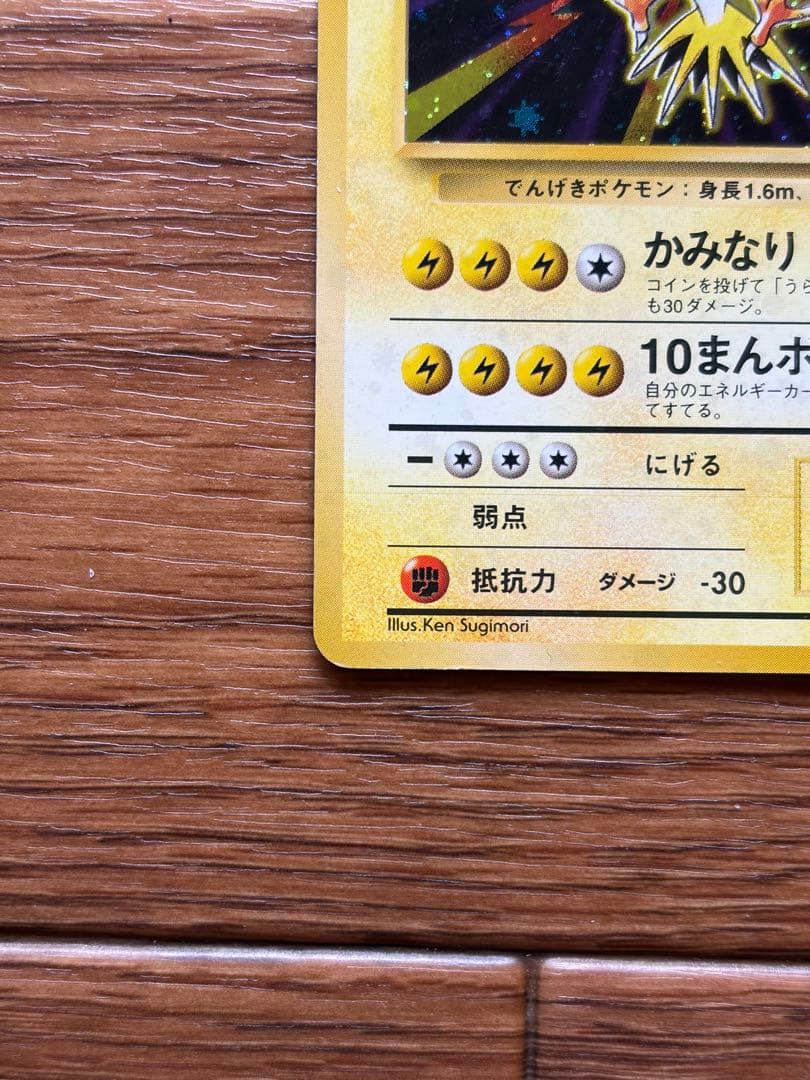 でんげきポケモン：身長1.6m、
かみなり
コインを投げて「うら
も30ダメージ。
10まんボ
自分のエネルギーカー
てすてる。
にげる
弱点
抵抗力 ダメージ -30
Illus.Ken Sugimori